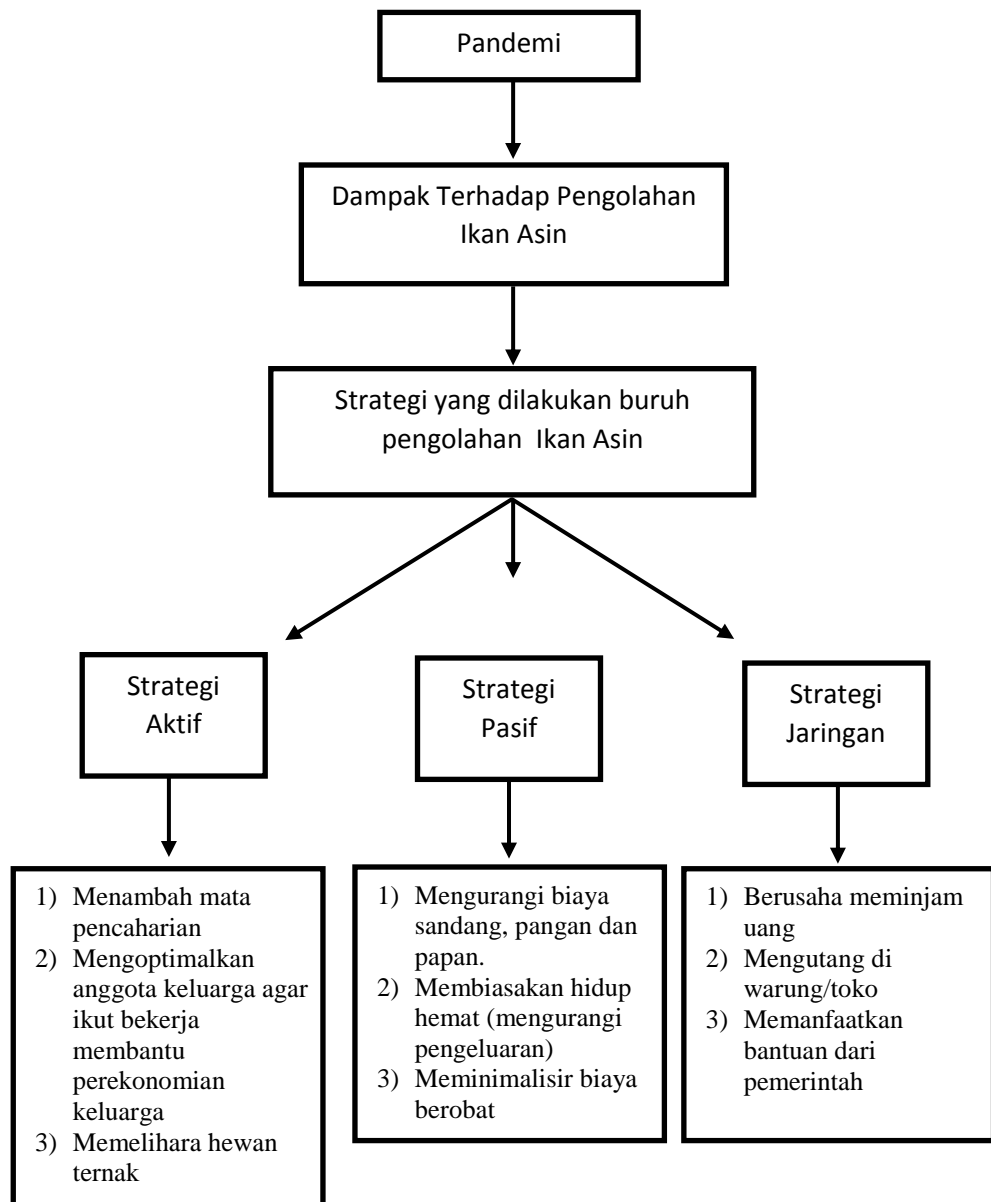 Pandemi
Dampak Terhadap Pengolahan
Ikan Asin
Strategi yang dilakukan buruh
pengolahan  Ikan Asin
Strategi
Aktif
Strategi
Pasif
Strategi
Jaringan
1) Menambah mata
pencaharian
2) Mengoptimalkan
anggota keluarga agar
ikut bekerja
membantu
perekonomian
keluarga
3) Memelihara hewan
ternak
1) Mengurangi biaya
sandang, pangan dan
papan.
2) Membiasakan hidup
hemat (mengurangi
pengeluaran)
3) Meminimalisir biaya
berobat
1) Berusaha meminjam
uang
2) Mengutang di
warung/toko
3) Memanfaatkan
bantuan dari
pemerintah